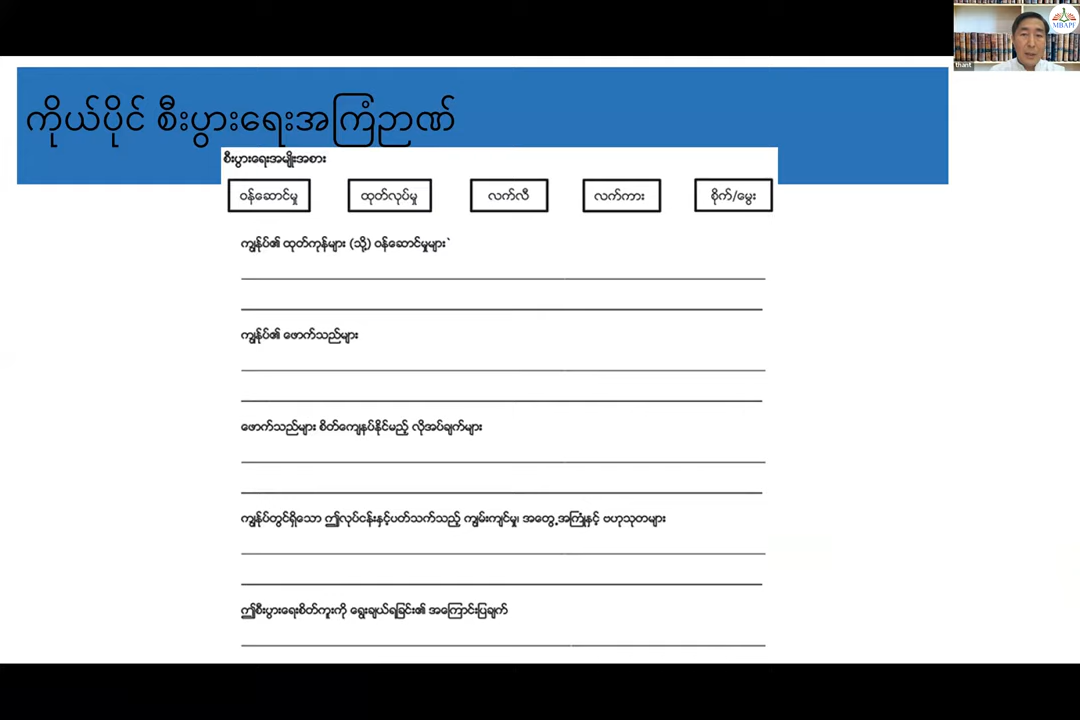 MBAPF
thant
ကိုယ်ပိုင် စီးပွားရေးအကြံဉာဏ်
စီးပွားရေးအမျိုးအစား
ဝန်ဆောင်မှု ထုတ်လုပ်မှု လက်လီ လက်ကား စိုက်/မွေး
ကျွန်ုပ်၏ ထုတ်ကုန်များ (သို့) ဝန်ဆောင်မှုများ`
ကျွန်ုပ်၏ ဖောက်သည်များ
ဖောက်သည်များ စိတ်ကျေနပ်နိုင်မည့် လိုအပ်ချက်များ
ကျွန်ုပ်တွင်ရှိသော ဤလုပ်ငန်းနှင့်ပတ်သက်သည့် ကျွမ်းကျင်မှု၊ အတွေ့အကြုံနှင့် ဗဟုသုတများ
ဤစီးပွားရေးစိတ်ကူးကို ရွေးချယ်ရခြင်း၏ အကြောင်းပြချက်